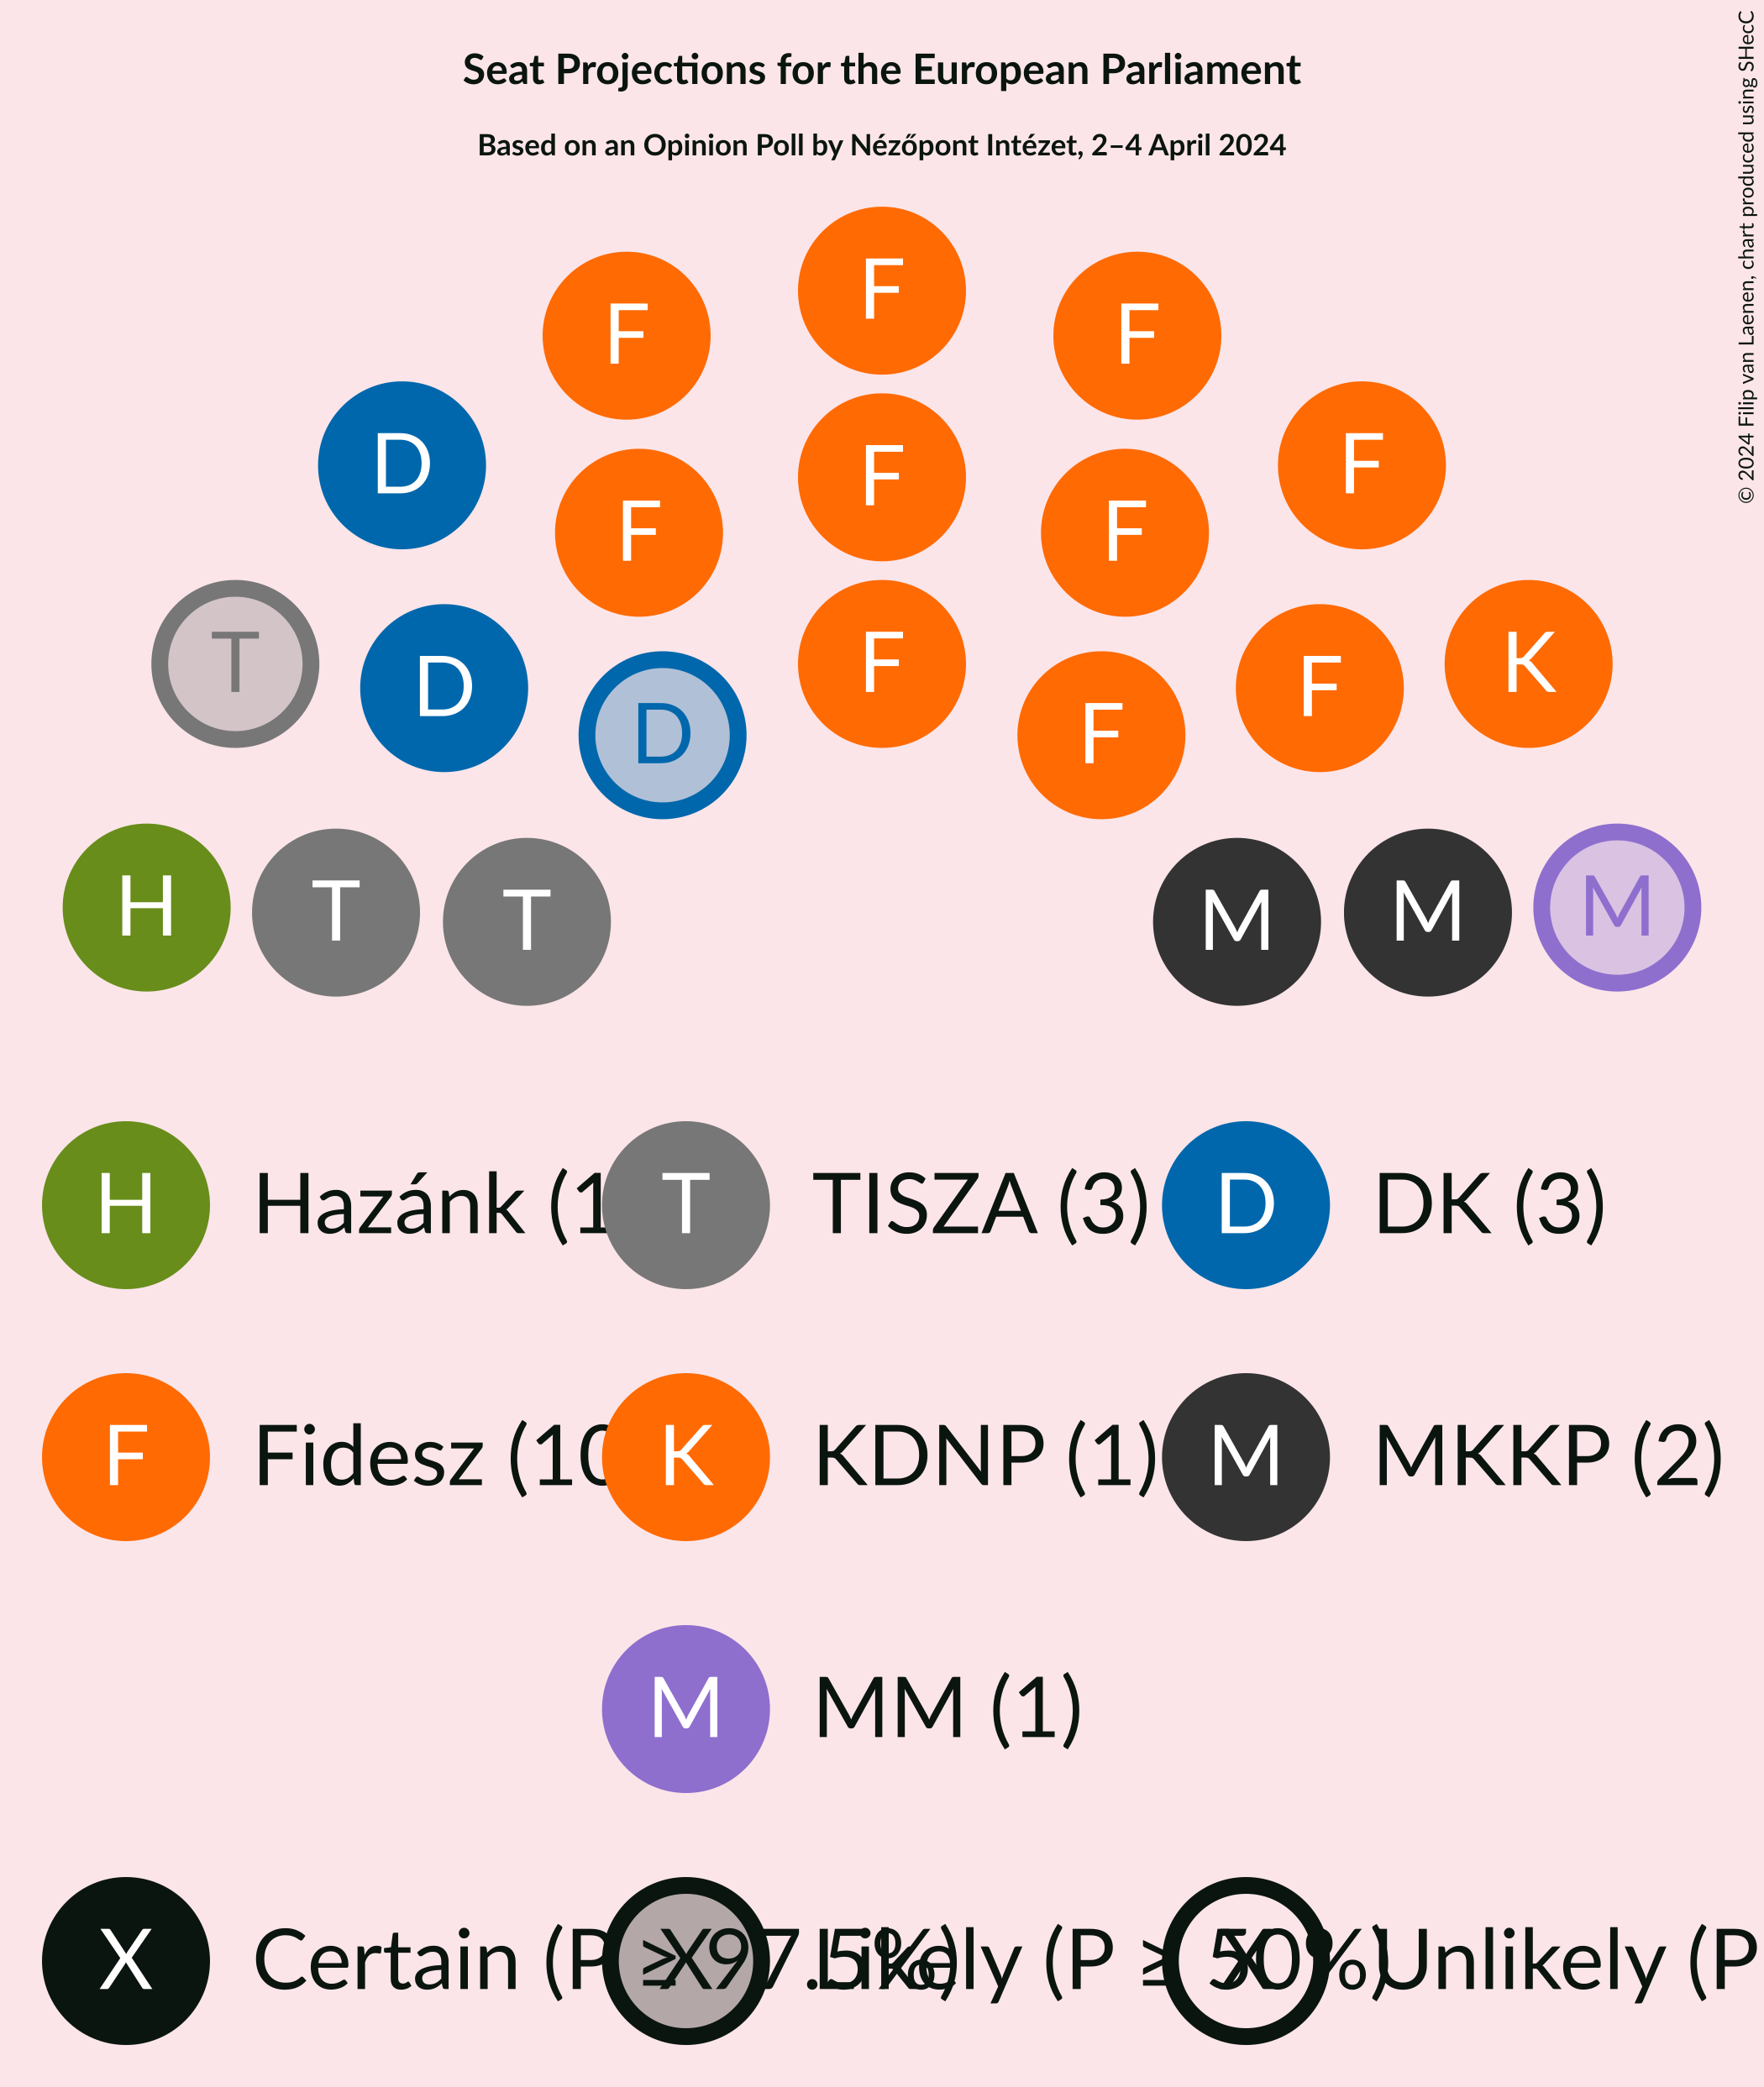 Seat Projections for the European Parliament
Based on an Opinion Poll by Nézőpont Intézet, 2–4 April 2024
© 2024 Filip van Laenen, chart produced using SHecC
F
F F
D F F
F F
T D D F F F K
H T T M M M
H Hazánk (1 T TISZA (3) D DK (3)
F Fidesz (10 K KDNP (1) M MKKP (2)
M MM (1)
X Certain (P ≥ 97.5%) X Likely (P ≥ 50%) X Unlikely (P